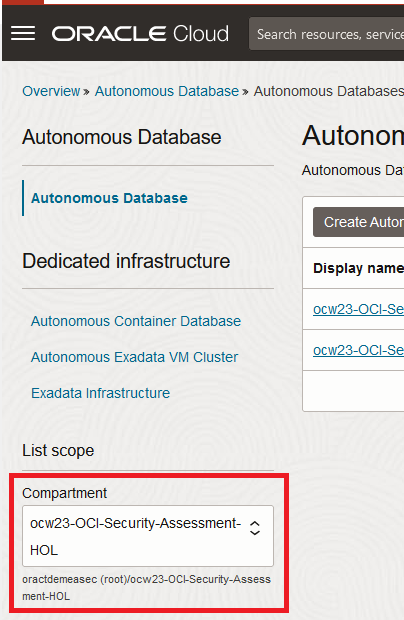 ORACLE Cloud
Search resources, service
Overview » Autonomous Database » Autonomous Databases
Autonomous Database
Autonomous Database
Dedicated infrastructure
Autonomous Container Database
Autonomous Exadata VM Cluster
Exadata Infrastructure
List scope
Compartment
ocw23-OCI-Security-Assessment-
HOL
oractdemeasec (root)/ocw23-OCI-Security-Assess
ment-HOL
Autonom
Autonomous Da
Create Auton
Display name
ocw23-OCI-Se
ocw23-OCI-Se